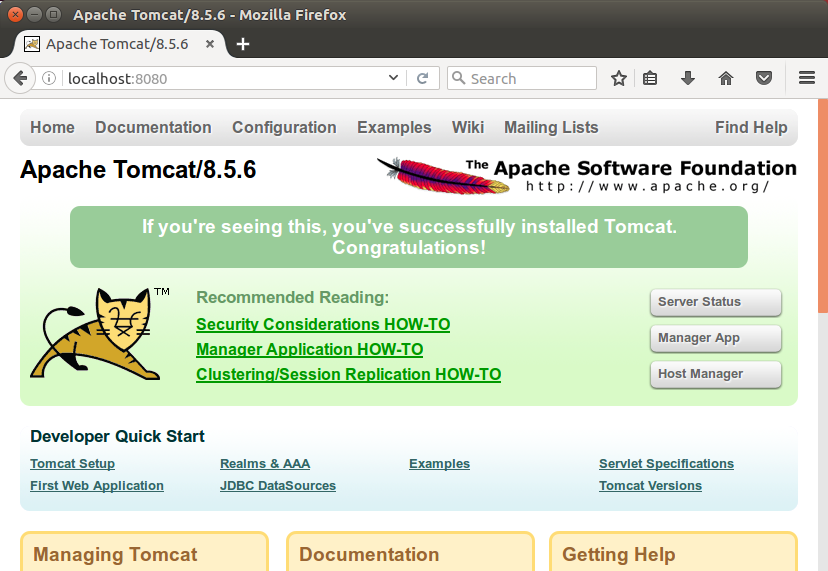 Apache Tomcat/8.5.6 - Mozilla Firefox
Apache Tomcat/8.5.6
localhost:8080
Search
Home Documentation Configuration Examples Wiki Mailing Lists Find Help
Apache Tomcat/8.5.6
The Apache Software Foundation
http://www.apache.org/
If you're seeing this, you've successfully installed Tomcat.
Congratulations!
TM
Recommended Reading:
Security Considerations HOW-TO
Manager Application HOW-TO
Clustering/Session Replication HOW-TO
Server Status
Manager App
Host Manager
Developer Quick Start
Tomcat Setup Realms & AAA Examples Servlet Specifications
First Web Application JDBC DataSources Tomcat Versions
Managing Tomcat Documentation Getting Help